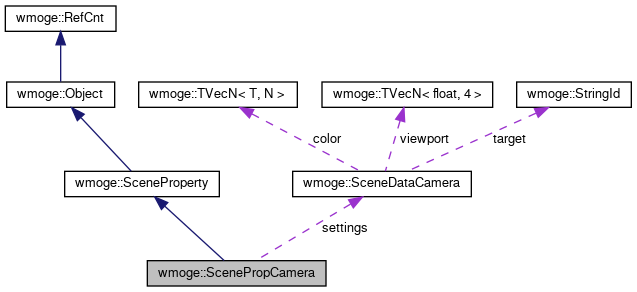 wmoge::RefCnt
wmoge::Object
wmoge::TVecN< T, N >
wmoge::TVecN< float, 4 >
wmoge::StringId
color
viewport
target
wmoge::SceneProperty
wmoge::SceneDataCamera
settings
wmoge::ScenePropCamera